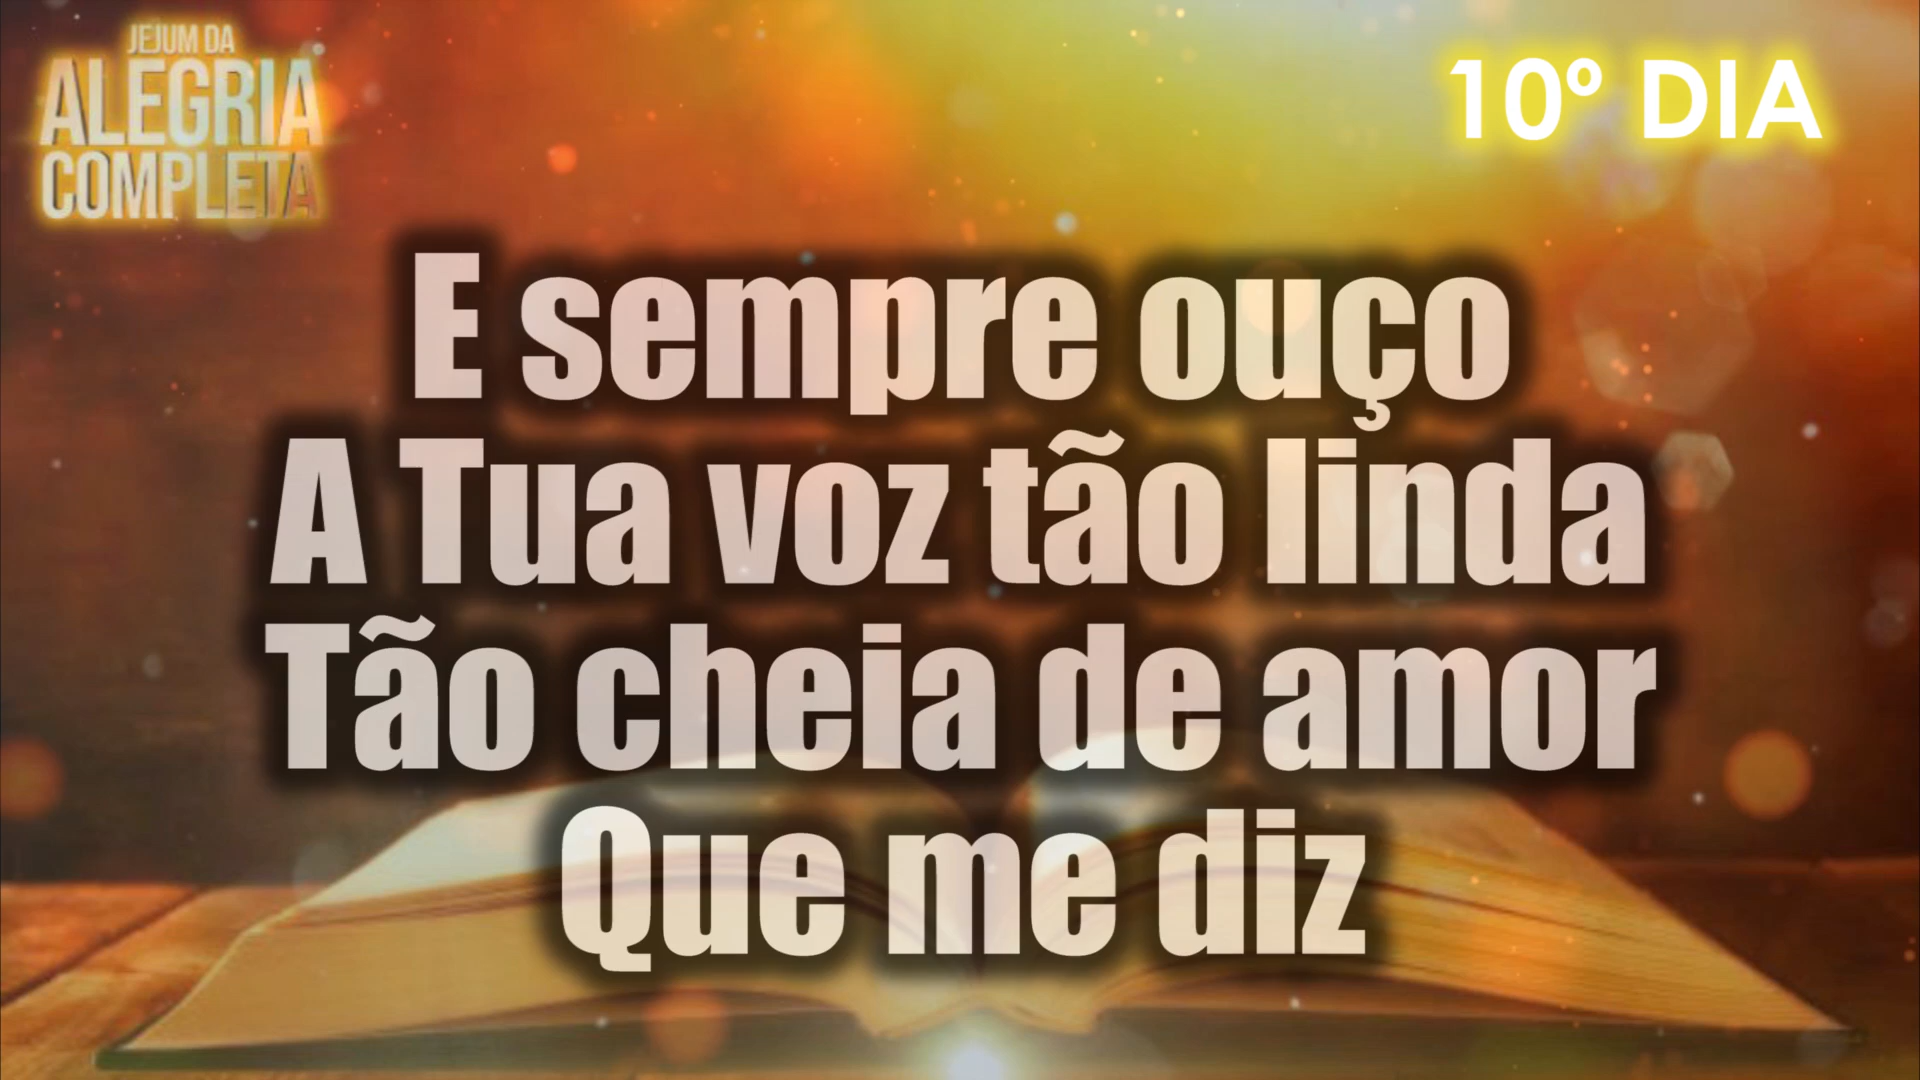 JEJUM DA
ALEGRIA
COMPLETA
10º DIA
E sempre ouço
A Tua voz tão linda
Tão cheia de amor
Que me diz